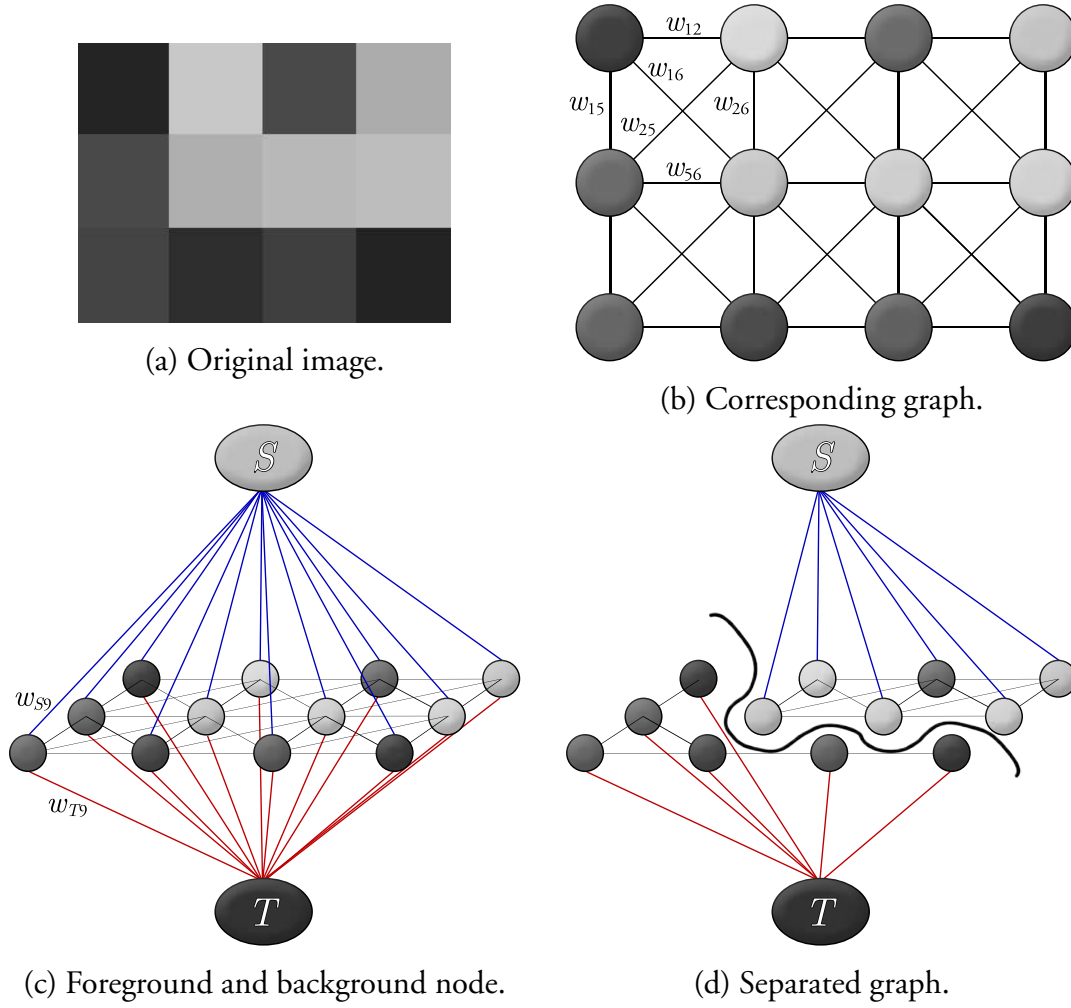 w12
w16
w15
w26
w25
w56
(a) Original image.
(b) Corresponding graph.
S
S
wS9
wT9
T
T
(c) Foreground and background node.
(d) Separated graph.